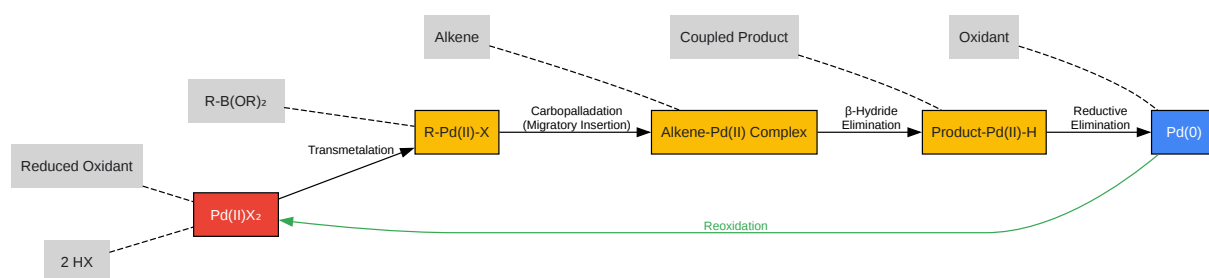 Alkene
Coupled Product
Oxidant
R-B(OR)₂
Carbopalladation
(Migratory Insertion)
β-Hydride
Elimination
Reductive
Elimination
R-Pd(II)-X
Alkene-Pd(II) Complex
Product-Pd(II)-H
Pd(0)
Transmetalation
Reduced Oxidant
Pd(II)X₂
Reoxidation
2 HX